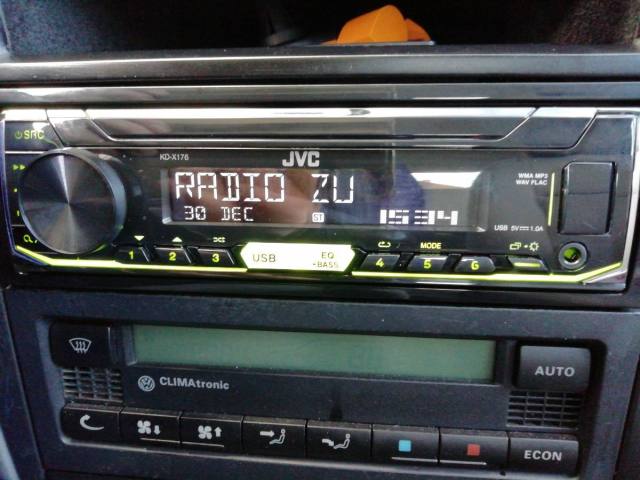 SRC
KD-X176
JVC
RADIO ZU
30 DEC
ST
15:34
WMA MP3
WAV FLAC
USB 5V 1.0A
1
2
3
USB
EQ
-BASS
4
MODE
5
6
CLIMAtronic
AUTO
ECON